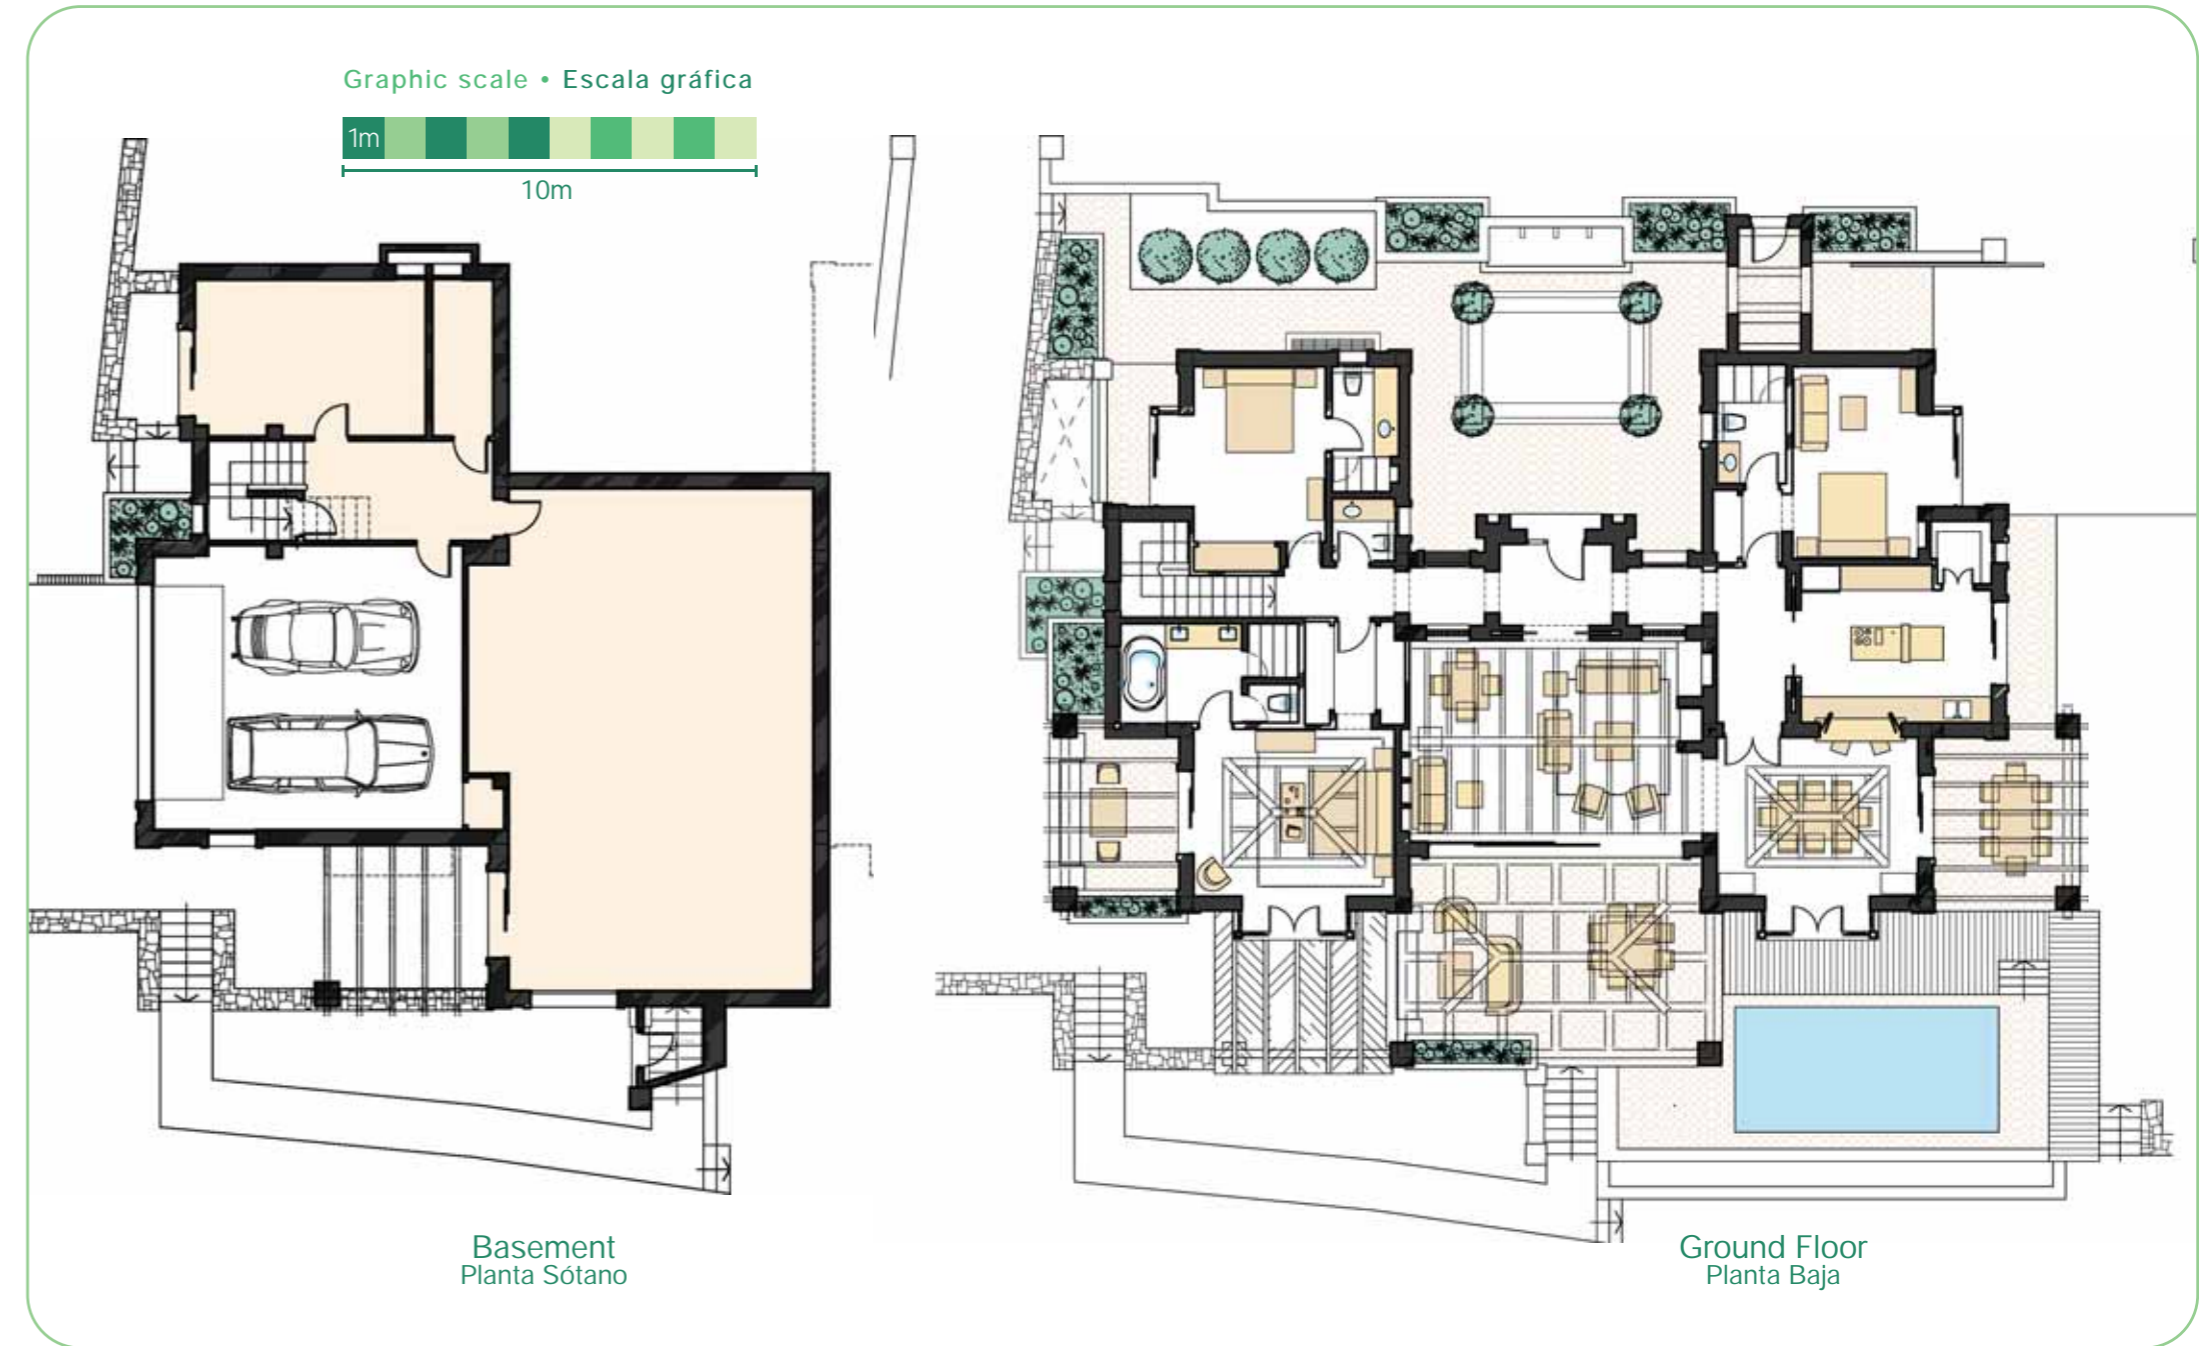 Graphic scale • Escala gráfica
1m
10m
Basement
Planta Sótano
Ground Floor
Planta Baja